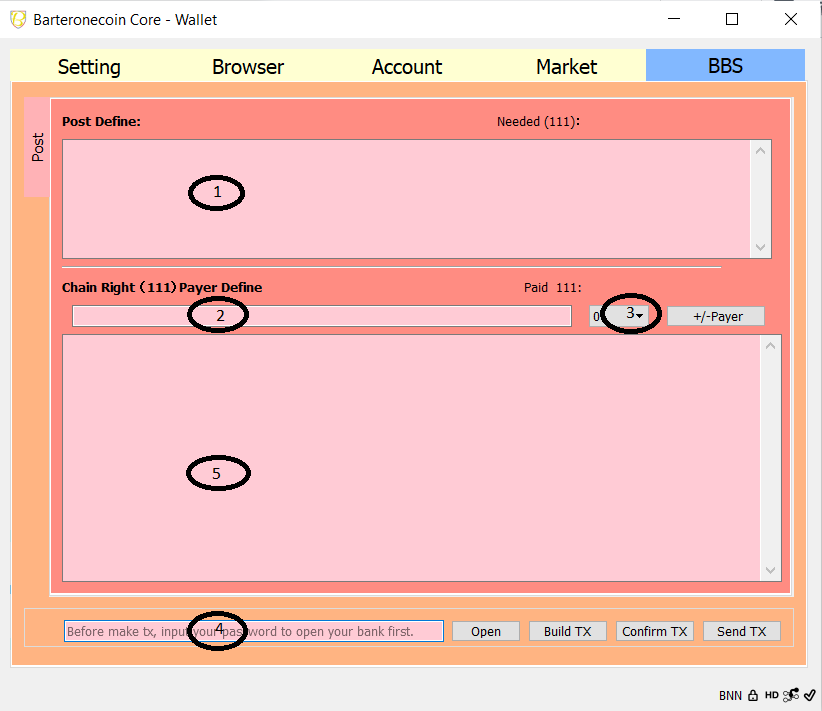 Barteronecoin Core - Wallet
Setting Browser Account Market BBS
Post
Post Define: Needed (111):
1
Chain Right (111) Payer Define Paid 111:
2 0 3 +/-Payer
5
Before make tx, input your password to open your bank first. 4 Open Build TX Confirm TX Send TX
BNN HD